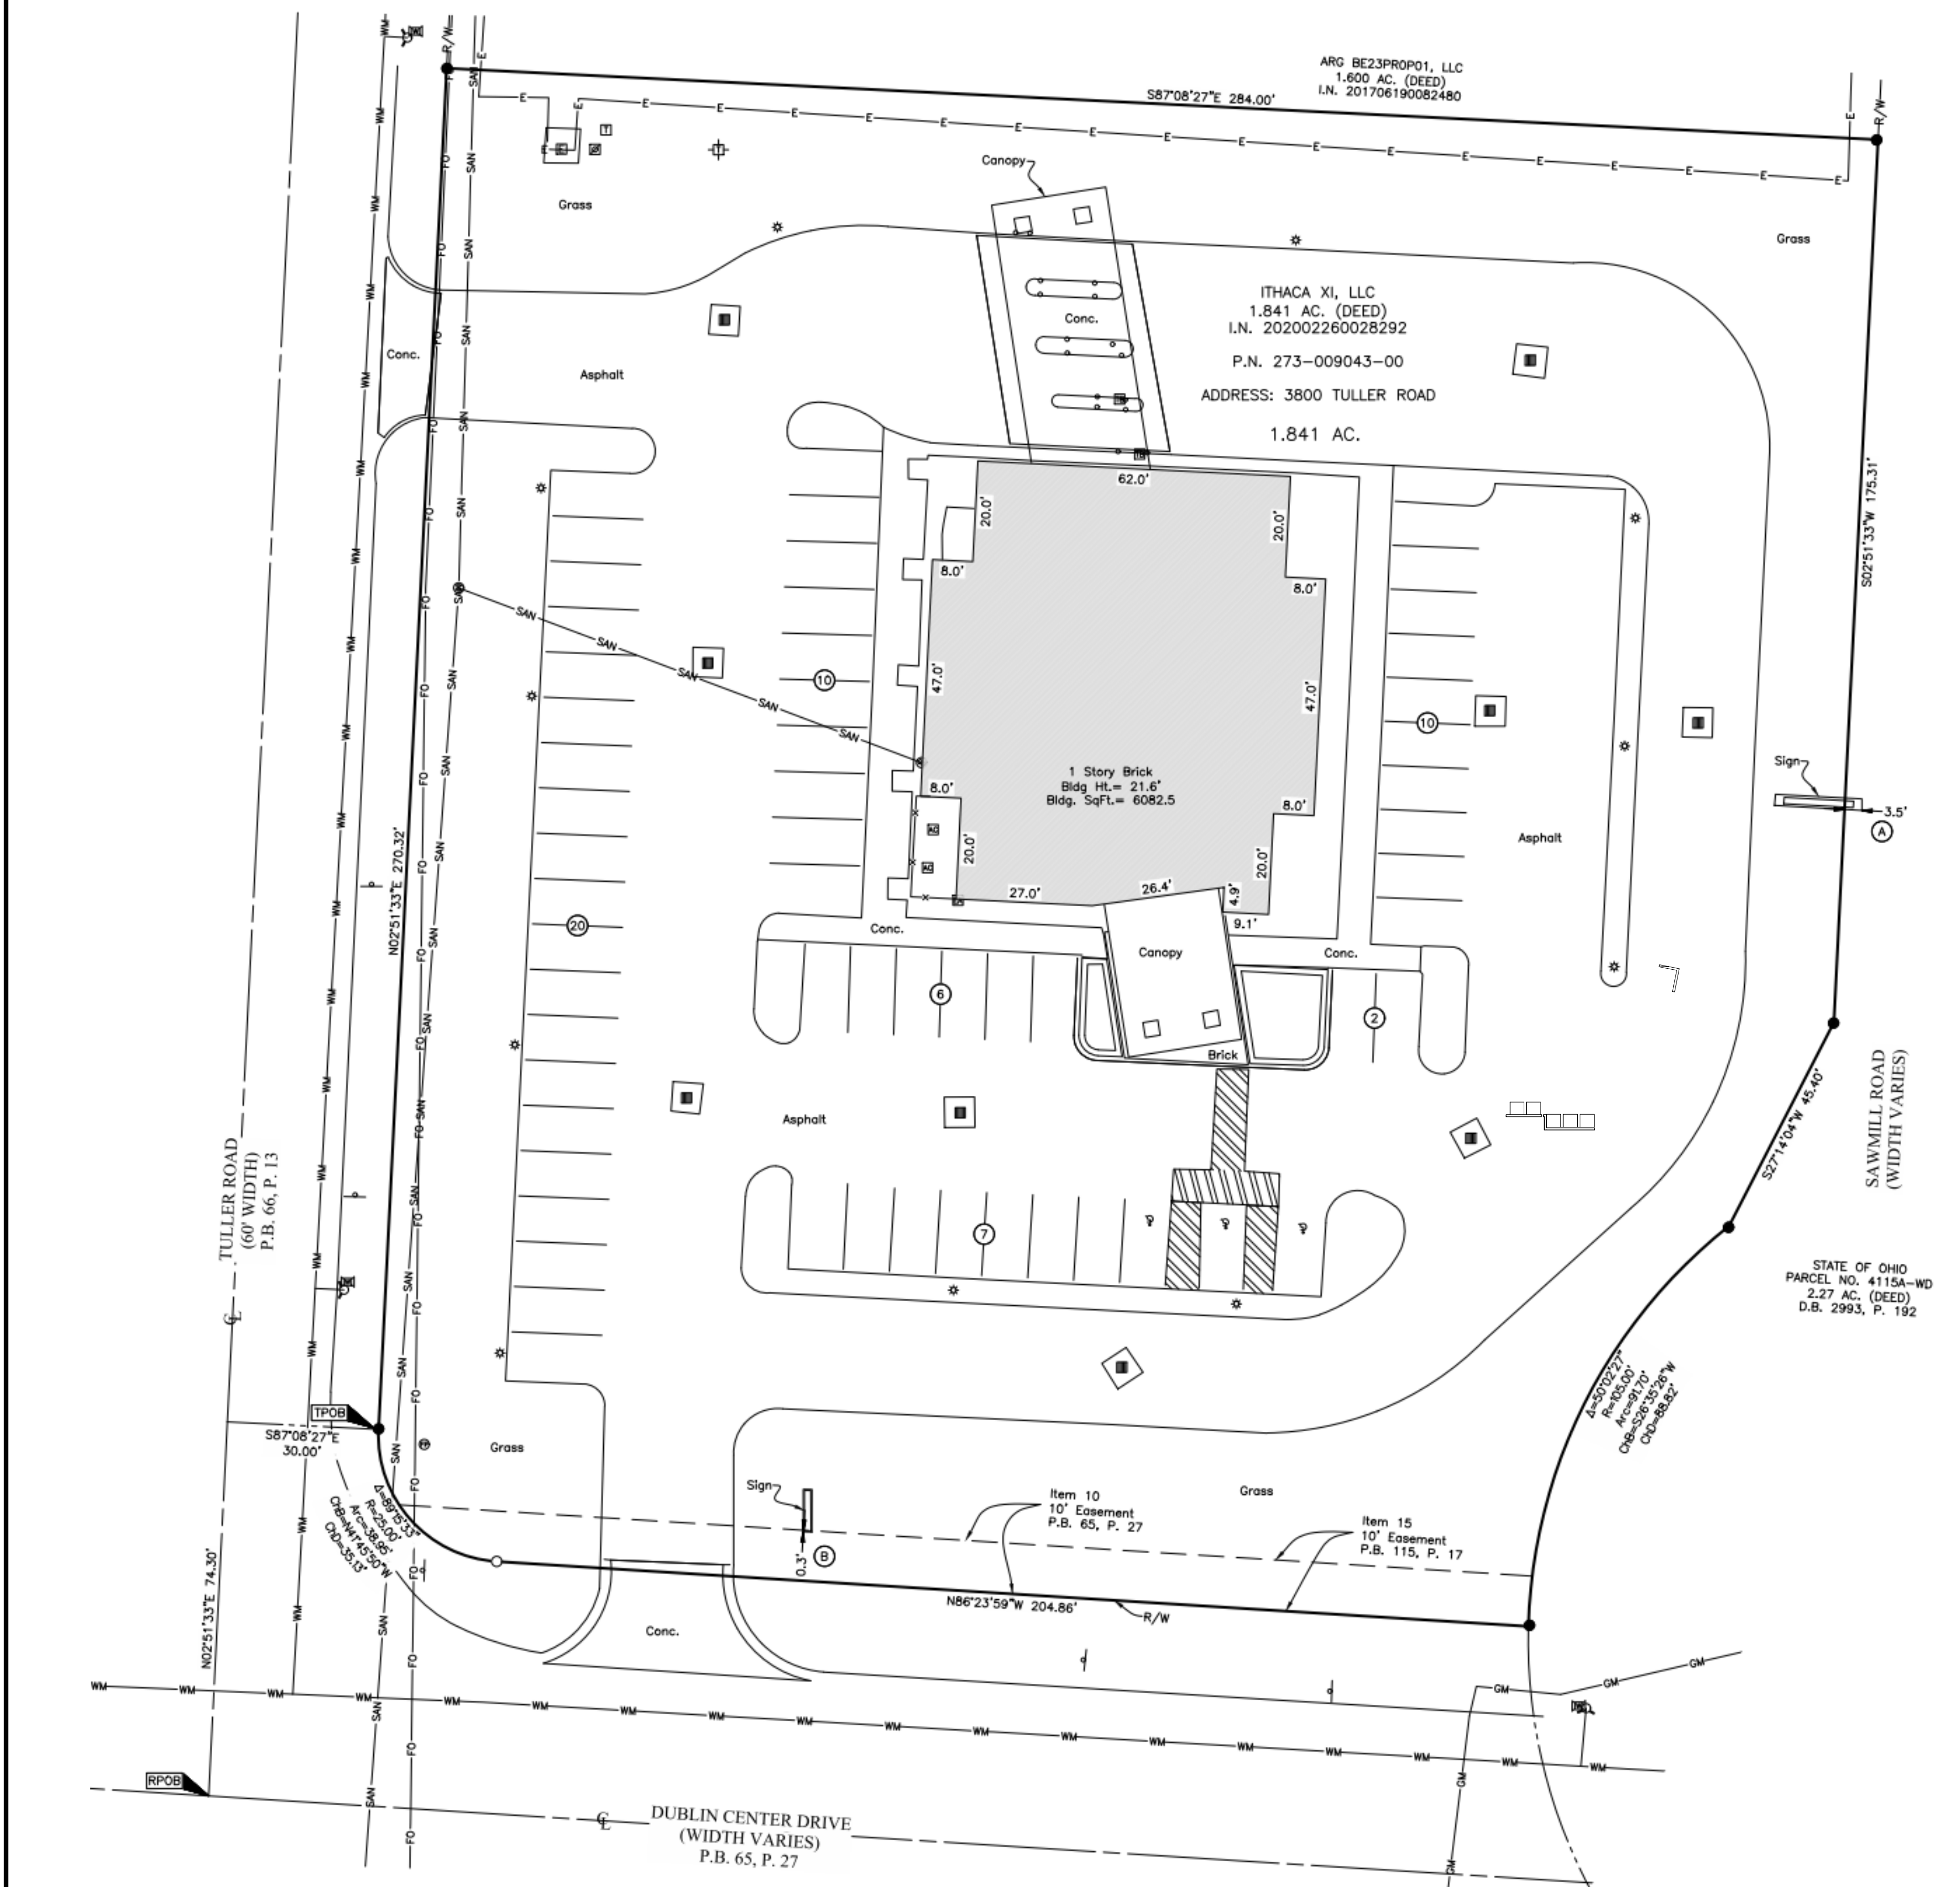 ARG BE23PR0P01, LLC
1.600 AC. (DEED)
I.N. 201706190082480
S87°08'27"E 284.00'
R/W
R/W
Canopy
Grass
Grass
ITHACA XI, LLC
1.841 AC. (DEED)
I.N. 202002260028292
P.N. 273-009043-00
ADDRESS: 3800 TULLER ROAD
1.841 AC.
Conc.
Conc.
Asphalt
S02°51'33"W 175.31'
62.0'
20.0'
20.0'
8.0'
8.0'
47.0'
47.0'
10
10
1 Story Brick
Bldg Ht.= 21.6'
Bldg. SqFt.= 6082.5
8.0'
8.0'
20.0'
20.0'
27.0'
26.4'
4.9'
9.1'
Sign
3.5'
A
Asphalt
N02°51'33"E 270.32'
20
Conc.
Canopy
Conc.
6
2
Brick
Asphalt
7
S27°14'04"W 45.40'
SAWMILL ROAD
(WIDTH VARIES)
TULLER ROAD
(60' WIDTH)
P.B. 66, P. 13
STATE OF OHIO
PARCEL NO. 4115A-WD
2.27 AC. (DEED)
D.B. 2993, P. 192
Δ=50°02'27"
R=105.00'
Arc=91.70'
ChB=S26°35'26"W
ChD=88.82'
TPOB
S87°08'27"E
30.00'
Grass
Δ=89°15'33"
R=25.00'
Arc=38.95'
ChB=N41°45'50"W
ChD=35.13'
Sign
0.3'
B
Item 10
10' Easement
P.B. 65, P. 27
Grass
Item 15
10' Easement
P.B. 115, P. 17
N86°23'59"W 204.86'
R/W
Conc.
N02°51'33"E 74.30'
RPOB
DUBLIN CENTER DRIVE
(WIDTH VARIES)
P.B. 65, P. 27
WM
SAN
FO
E
GM
T
AC
AC